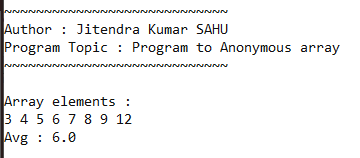 ~~~~~~~~~~~~~~~~~~~~~~~~~~~~
Author : Jitendra Kumar SAHU
Program Topic : Program to Anonymous array
~~~~~~~~~~~~~~~~~~~~~~~~~~~~
Array elements :
3 4 5 6 7 8 9 12
Avg : 6.0